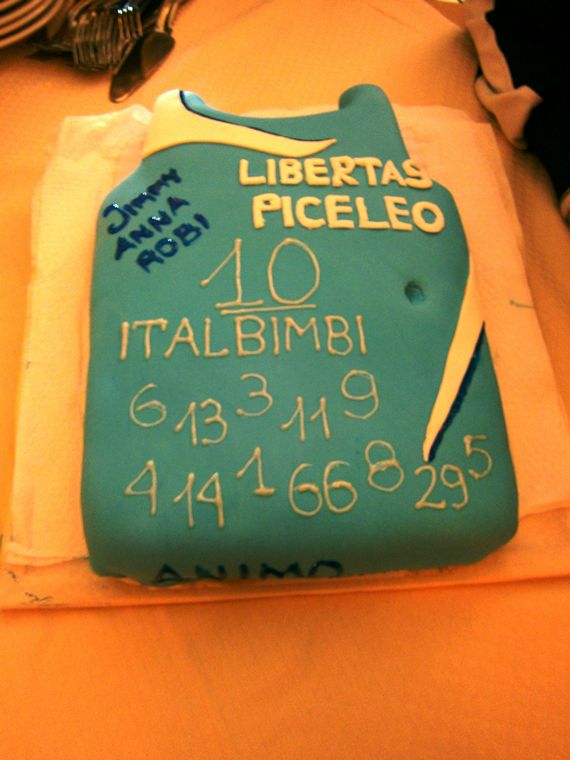 LIBERTAS
PICELEO
JIMMY
ANNA
ROBI
10
ITALBIMBI
6 13 3 11 9
4 14 1 66 8 29 5
ANIMO